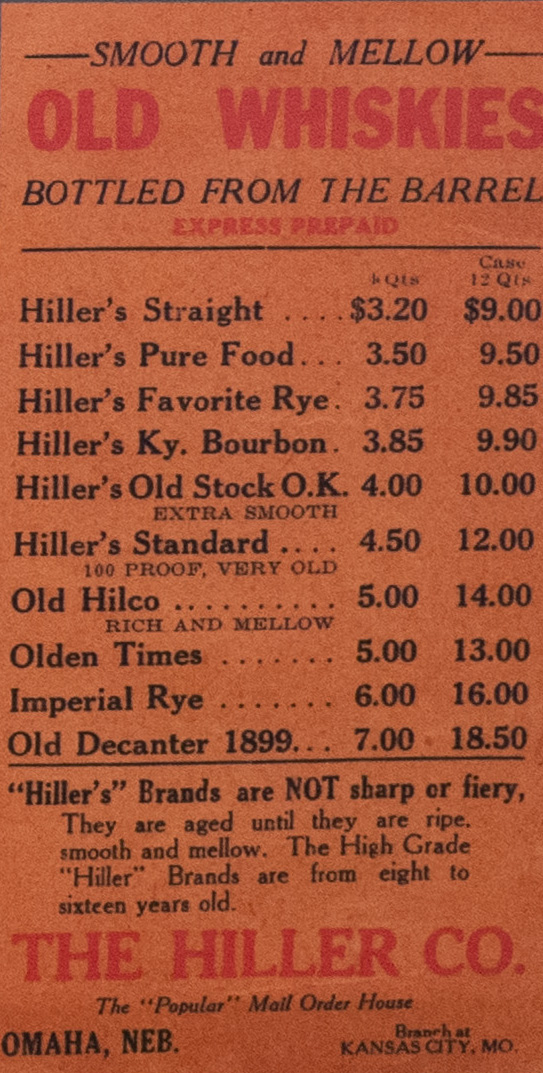 SMOOTH and MELLOW
OLD WHISKIES
BOTTLED FROM THE BARREL
EXPRESS PREPAID
Case
Qts 12 Qts
Hiller's Straight .... $3.20 $9.00
Hiller's Pure Food... 3.50 9.50
Hiller's Favorite Rye. 3.75 9.85
Hiller's Ky. Bourbon. 3.85 9.90
Hiller's Old Stock O.K. 4.00 10.00
EXTRA SMOOTH
Hiller's Standard .... 4.50 12.00
100 PROOF, VERY OLD
Old Hilco .......... 5.00 14.00
RICH AND MELLOW
Olden Times ....... 5.00 13.00
Imperial Rye ....... 6.00 16.00
Old Decanter 1899... 7.00 18.50
"Hiller's" Brands are NOT sharp or fiery,
They are aged until they are ripe,
smooth and mellow. The High Grade
"Hiller" Brands are from eight to
sixteen years old.
THE HILLER CO.
The "Popular" Mail Order House
Branch at
OMAHA, NEB. KANSAS CITY, MO.